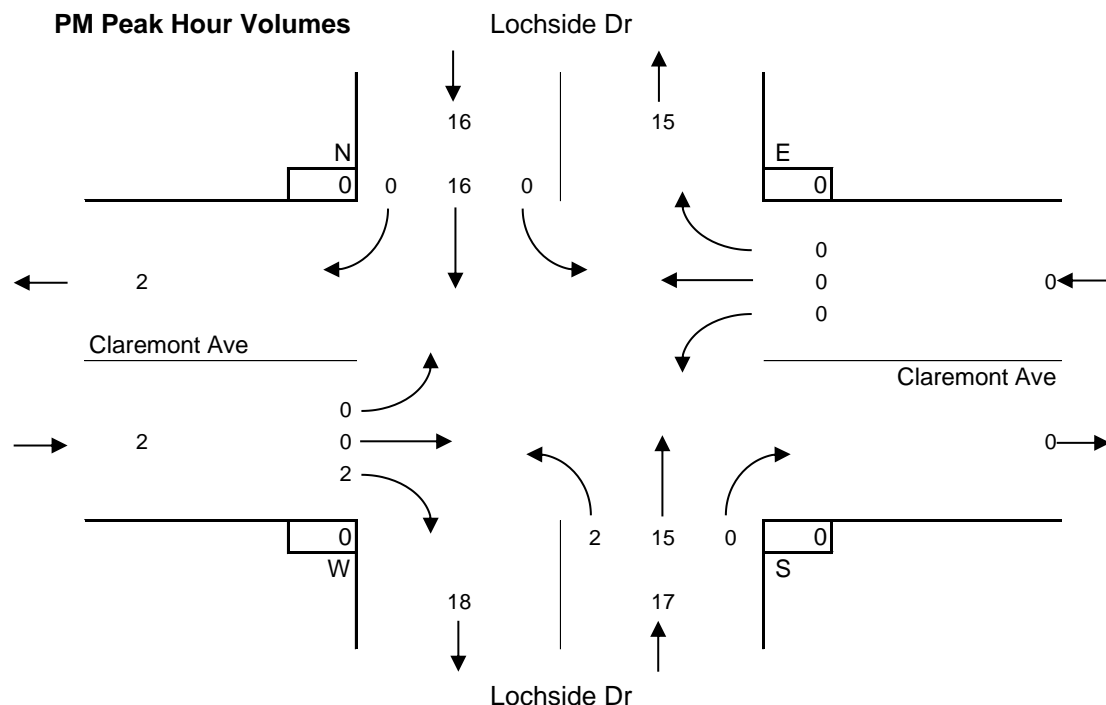 PM Peak Hour Volumes Lochside Dr
16 15
N E
0 0 16 0 0
0
2 0 0
0
Claremont Ave
Claremont Ave
0
2 0 0
2
0 2 15 0 0
W S
18 17
Lochside Dr